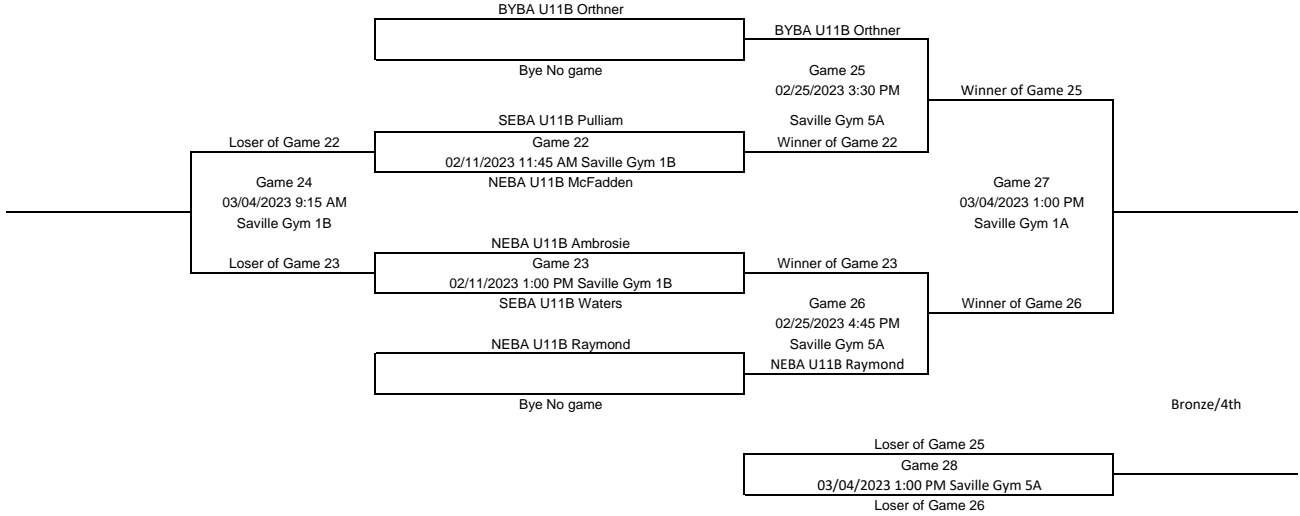 BYBA U11B Orthner
BYBA U11B Orthner
Bye No game
Game 25
02/25/2023 3:30 PM
Winner of Game 25
SEBA U11B Pulliam
Saville Gym 5A
Loser of Game 22
Game 22
Winner of Game 22
02/11/2023 11:45 AM Saville Gym 1B
Game 24
NEBA U11B McFadden
Game 27
03/04/2023 9:15 AM
03/04/2023 1:00 PM
Saville Gym 1B
Saville Gym 1A
NEBA U11B Ambrosie
Loser of Game 23
Game 23
Winner of Game 23
02/11/2023 1:00 PM Saville Gym 1B
SEBA U11B Waters
Game 26
Winner of Game 26
02/25/2023 4:45 PM
NEBA U11B Raymond
Saville Gym 5A
NEBA U11B Raymond
Bye No game
Bronze/4th
Loser of Game 25
Game 28
03/04/2023 1:00 PM Saville Gym 5A
Loser of Game 26